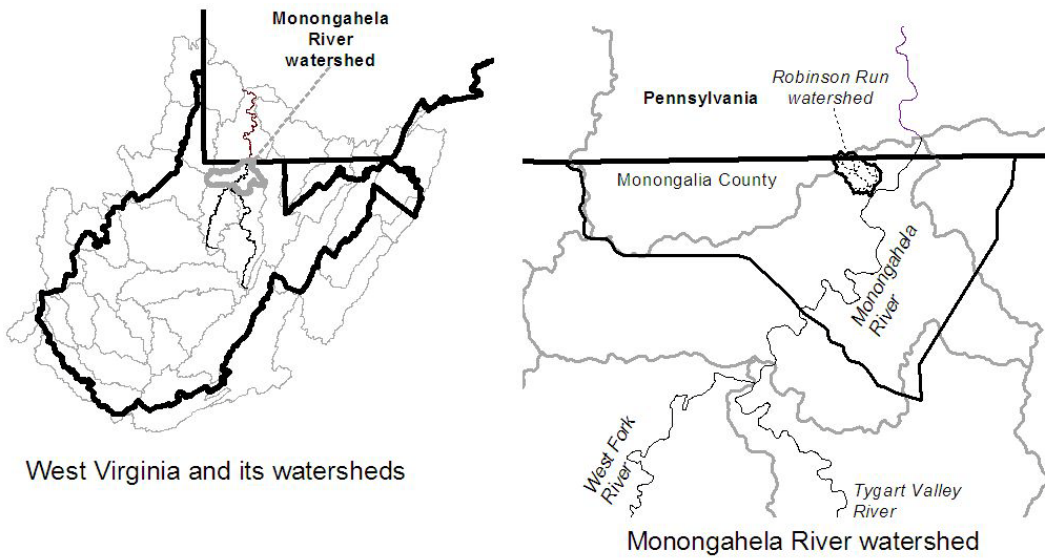 Monongahela
River
watershed
West Virginia and its watersheds
Robinson Run
watershed
Pennsylvania
Monongalia County
Monongahela
River
West Fork
River
Tygart Valley
River
Monongahela River watershed